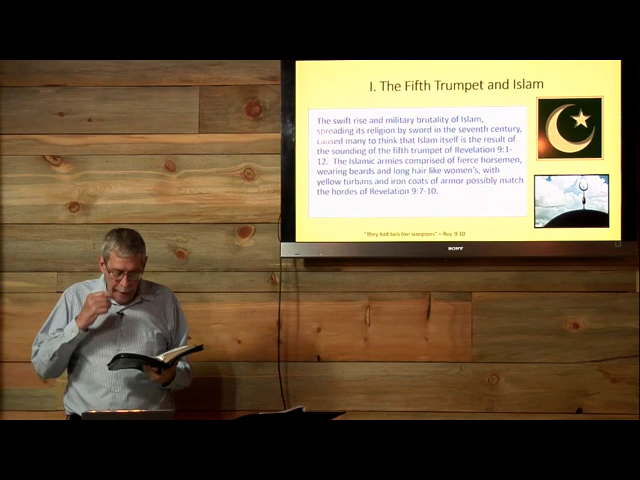 I. The Fifth Trumpet and Islam
The swift rise and military brutality of Islam,
spreading its religion by sword in the seventh century,
caused many to think that Islam itself is the result of
the sounding of the fifth trumpet of Revelation 9:1-
12. The Islamic armies comprised of fierce horsemen,
wearing beards and long hair like women's, with
yellow turbans and iron coats of armor possibly match
the hordes of Revelation 9:7-10.
"They had tails like scorpions" – Rev. 9:10
SONY